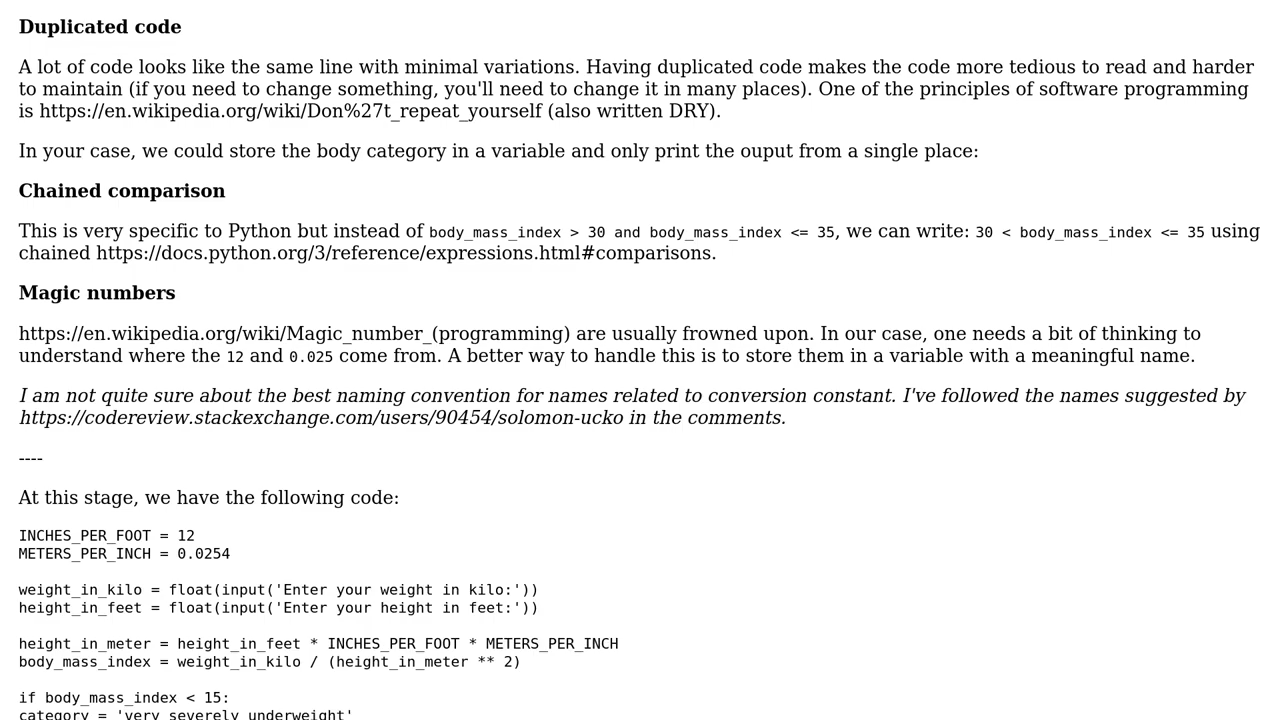 Duplicated code
A lot of code looks like the same line with minimal variations. Having duplicated code makes the code more tedious to read and harder
to maintain (if you need to change something, you'll need to change it in many places). One of the principles of software programming
is https://en.wikipedia.org/wiki/Don%27t_repeat_yourself (also written DRY).
In your case, we could store the body category in a variable and only print the ouput from a single place:
Chained comparison
This is very specific to Python but instead of body_mass_index > 30 and body_mass_index <= 35, we can write: 30 < body_mass_index <= 35 using
chained https://docs.python.org/3/reference/expressions.html#comparisons.
Magic numbers
https://en.wikipedia.org/wiki/Magic_number_(programming) are usually frowned upon. In our case, one needs a bit of thinking to
understand where the 12 and 0.025 come from. A better way to handle this is to store them in a variable with a meaningful name.
I am not quite sure about the best naming convention for names related to conversion constant. I've followed the names suggested by
https://codereview.stackexchange.com/users/90454/solomon-ucko in the comments.
----
At this stage, we have the following code:
INCHES_PER_FOOT = 12
METERS_PER_INCH = 0.0254
weight_in_kilo = float(input('Enter your weight in kilo:'))
height_in_feet = float(input('Enter your height in feet:'))
height_in_meter = height_in_feet * INCHES_PER_FOOT * METERS_PER_INCH
body_mass_index = weight_in_kilo / (height_in_meter ** 2)
if body_mass_index < 15:
category = 'very severely underweight'